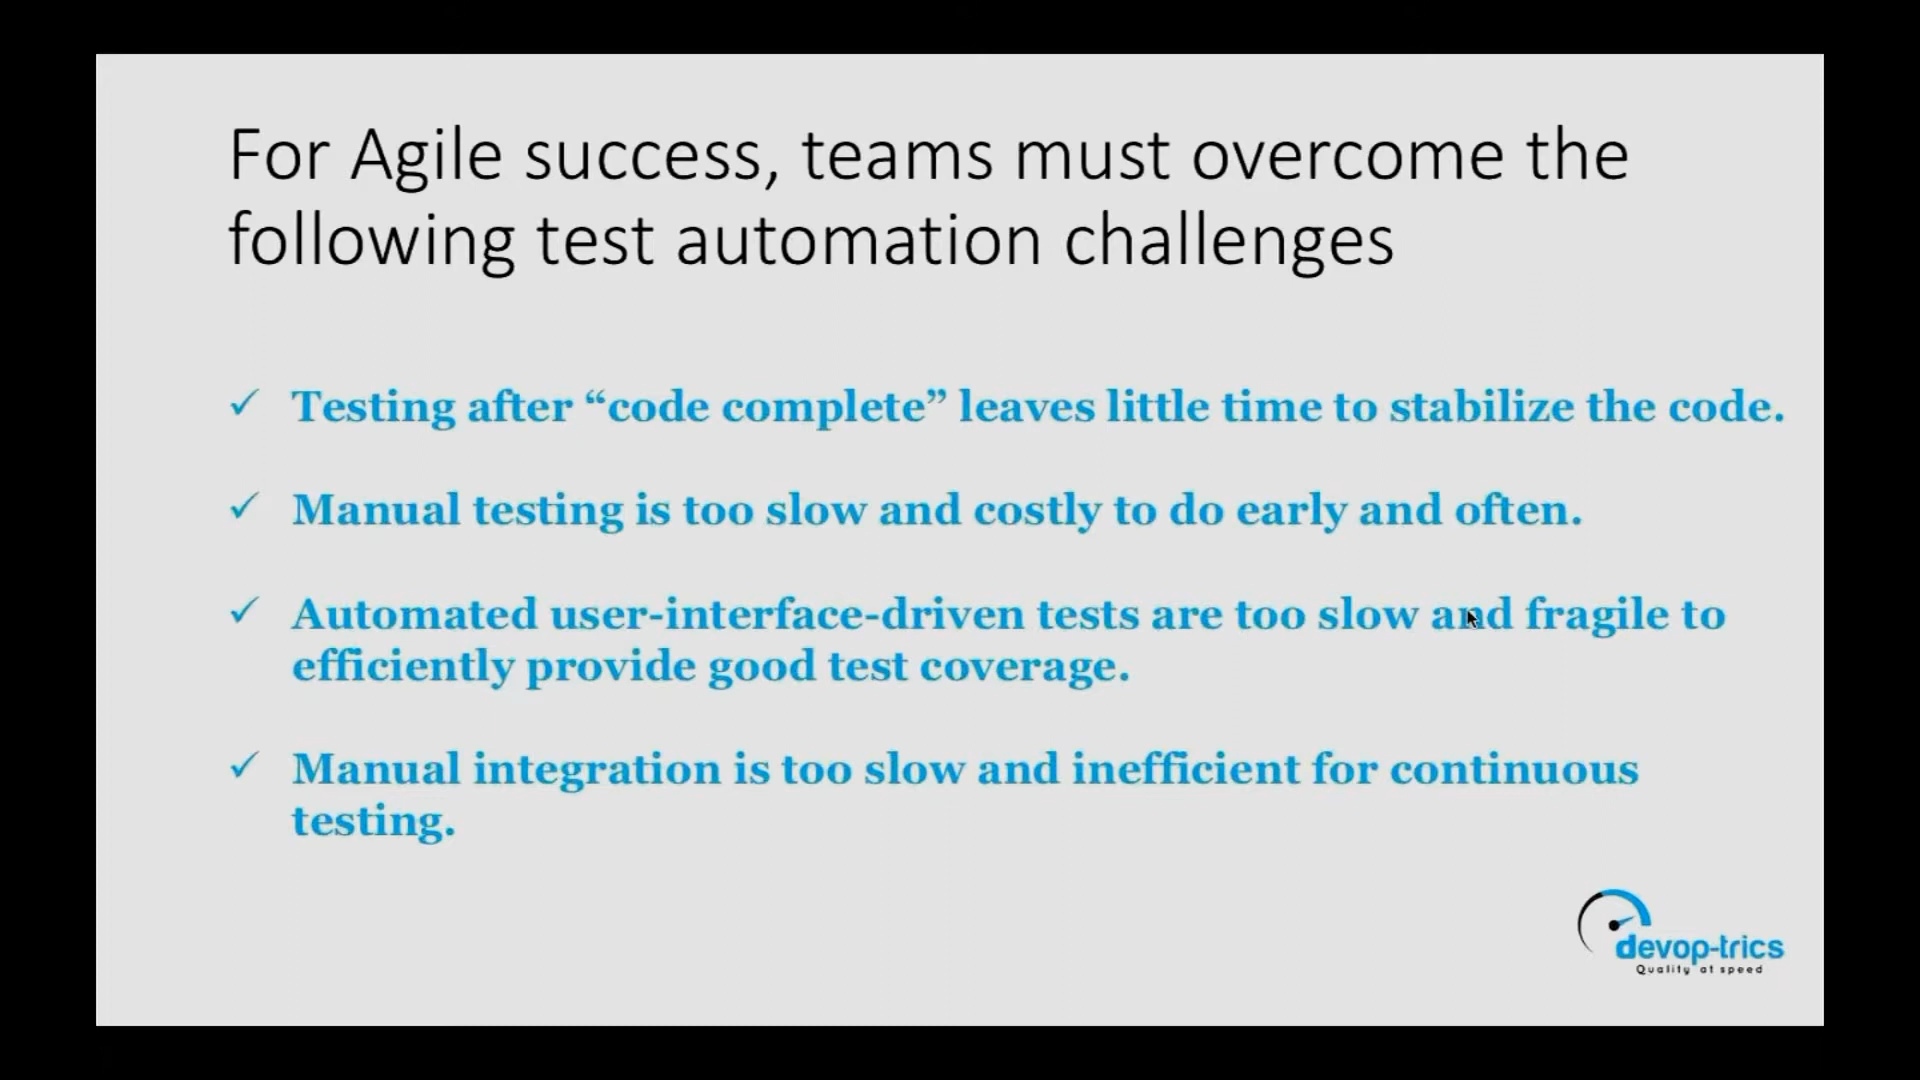 For Agile success, teams must overcome the
following test automation challenges
✓ Testing after “code complete” leaves little time to stabilize the code.
✓ Manual testing is too slow and costly to do early and often.
✓ Automated user-interface-driven tests are too slow and fragile to
efficiently provide good test coverage.
✓ Manual integration is too slow and inefficient for continuous
testing.
devop-trics
Quality at speed